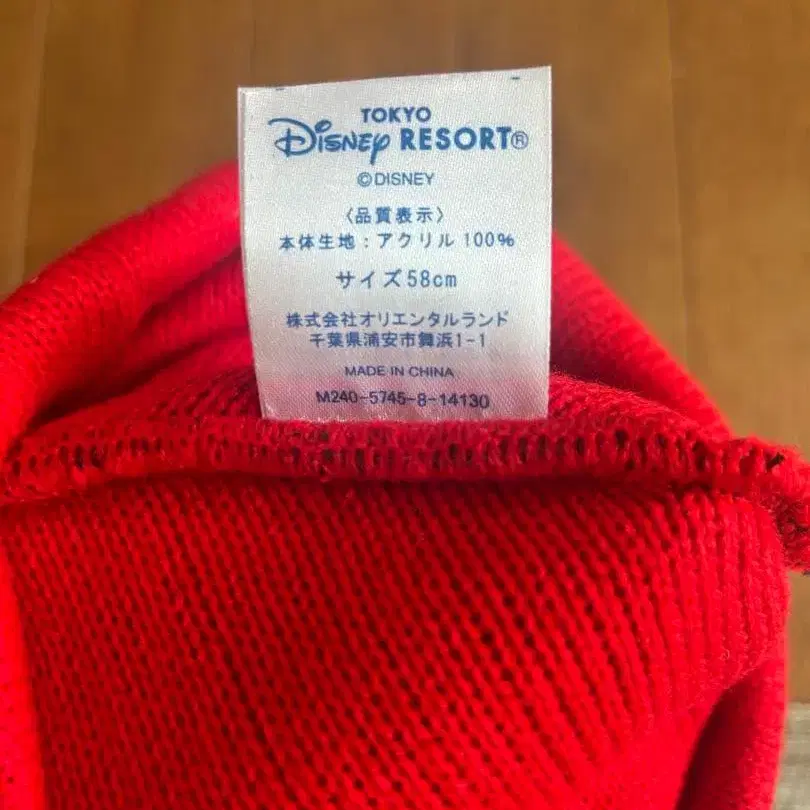 TOKYO
Disney RESORT®
©DISNEY
〈品質表示〉
本体生地：アクリル 100%
サイズ58cm
株式会社オリエンタルランド
千葉県浦安市舞浜1-1
MADE IN CHINA
M240-5745-8-14130